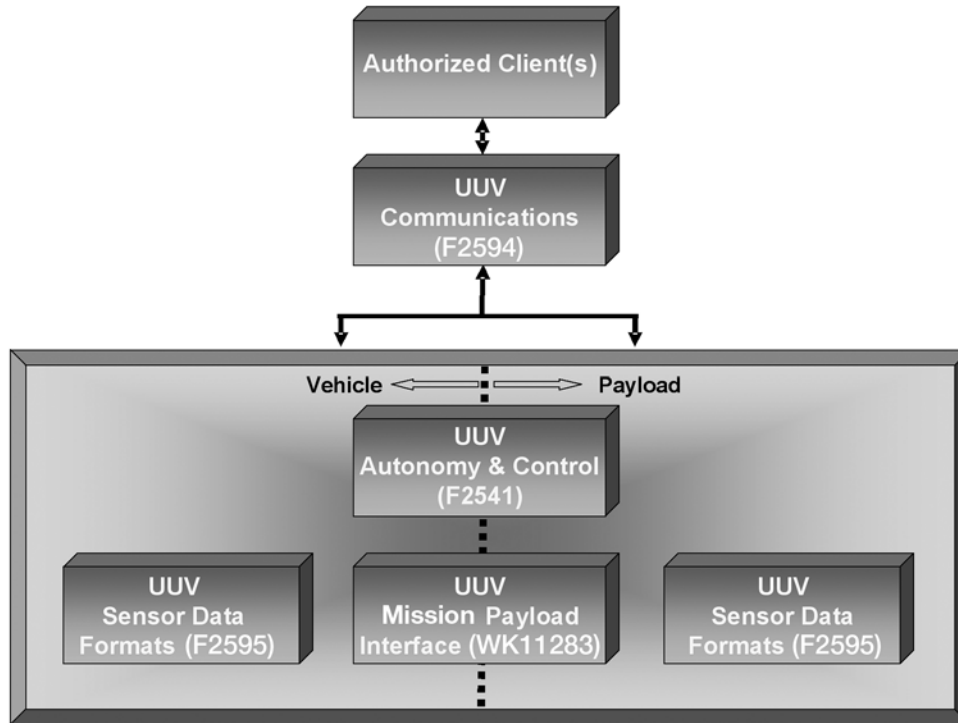 Authorized Client(s)
UUV
Communications
(F2594)
Vehicle
Payload
UUV
Autonomy & Control
(F2541)
UUV
Sensor Data
Formats (F2595)
UUV
Mission Payload
Interface (WK11283)
UUV
Sensor Data
Formats (F2595)